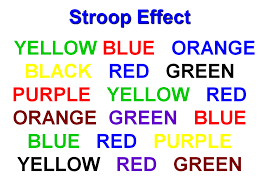 Stroop Effect
YELLOW BLUE ORANGE
BLACK RED GREEN
PURPLE YELLOW RED
ORANGE GREEN BLUE
BLUE RED PURPLE
YELLOW RED GREEN